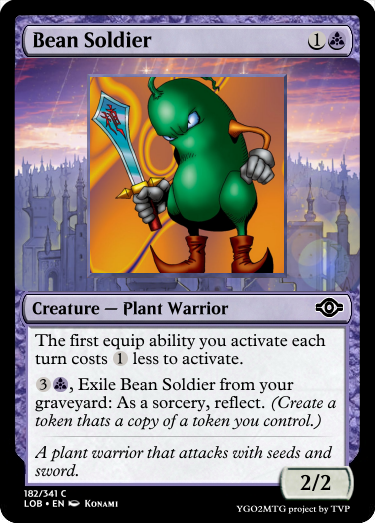 Bean Soldier 1
Creature — Plant Warrior
The first equip ability you activate each
turn costs 1 less to activate.
3, Exile Bean Soldier from your
graveyard: As a sorcery, reflect. (Create a
token thats a copy of a token you control.)
A plant warrior that attacks with seeds and
sword.
2/2
182/341 C
LOB • EN Konami
YGO2MTG project by TVP